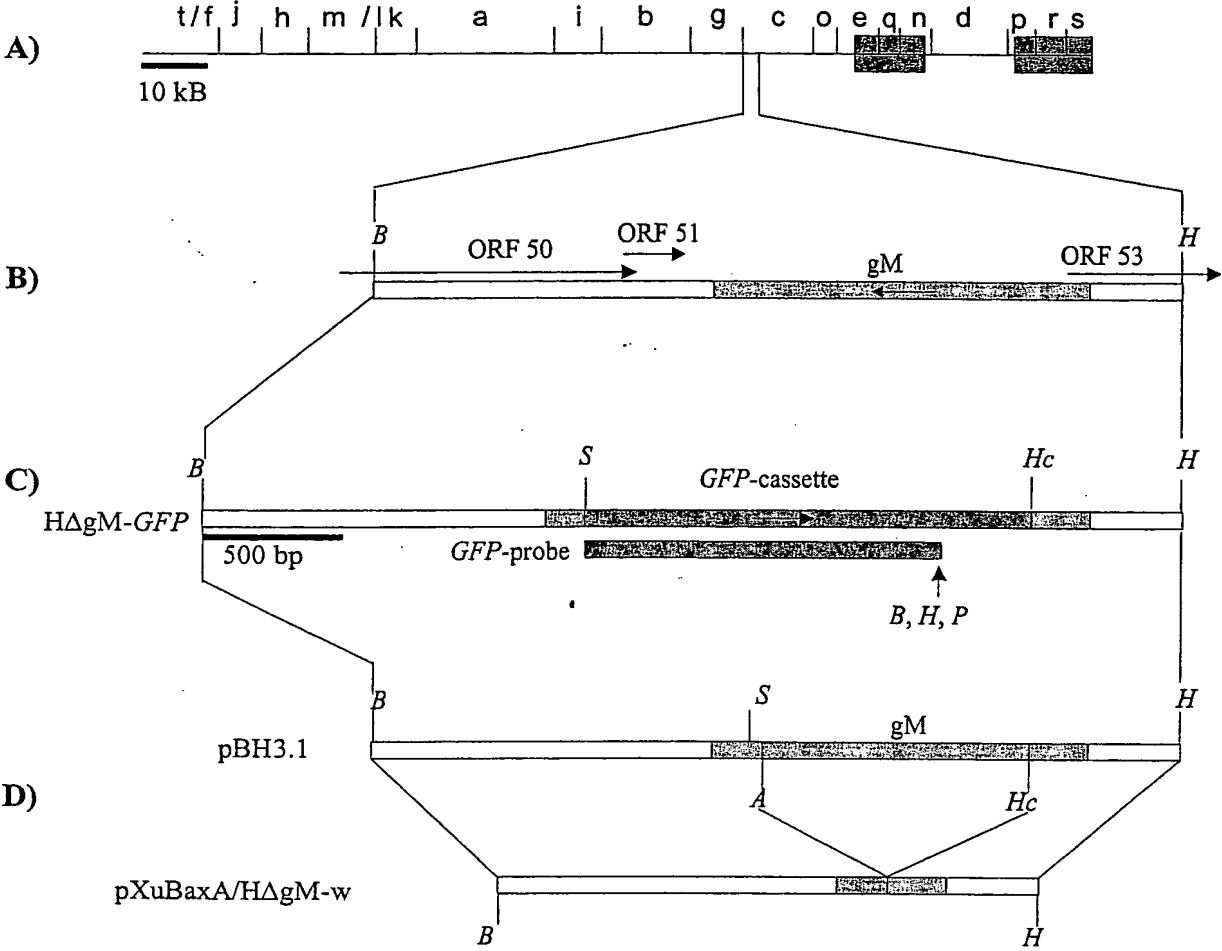 t/f j h m /l k a i b g c o e q n d p r s
A)
10 kB
B H
ORF 50 ORF 51 gM ORF 53
B)
B S GFP-cassette Hc H
C)
HΔgM-GFP
500 bp GFP-probe
B, H, P
B S gM H
pBH3.1
D)
A Hc
pXuBaxA/HΔgM-w
B H